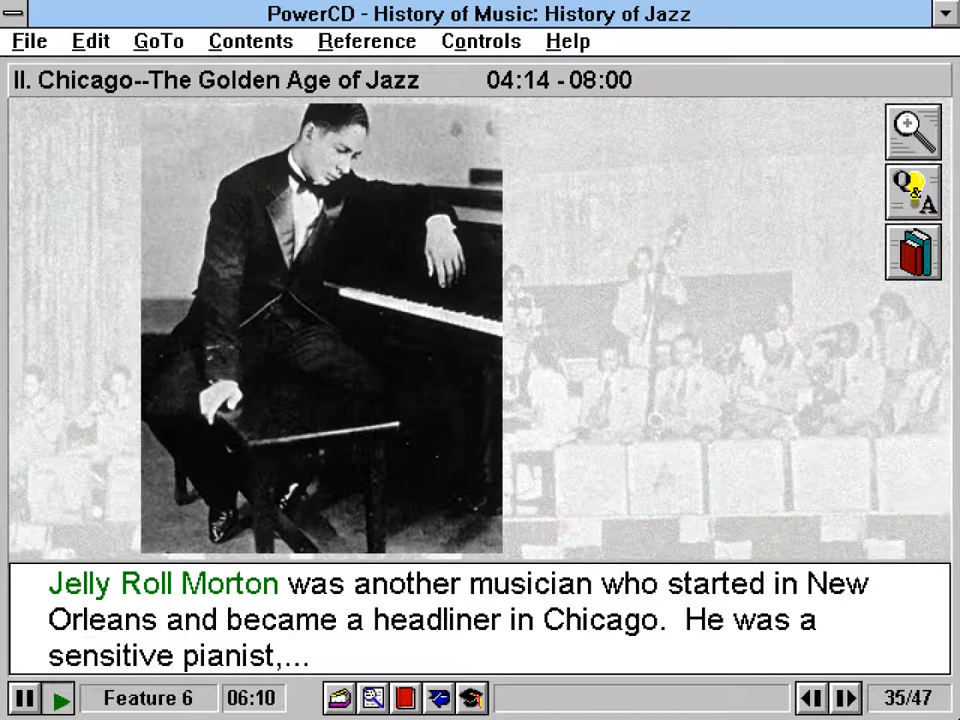 PowerCD - History of Music: History of Jazz
File Edit GoTo Contents Reference Controls Help
II. Chicago--The Golden Age of Jazz 04:14 - 08:00
Q & A
Jelly Roll Morton was another musician who started in New
Orleans and became a headliner in Chicago. He was a
sensitive pianist,...
Feature 6 06:10 35/47